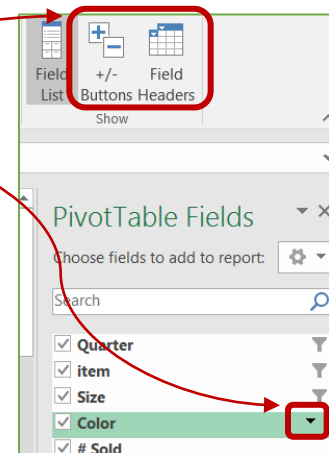 Field +/- Field
List Buttons Headers
Show
PivotTable Fields
Choose fields to add to report:
Search
Quarter
item
Size
Color
# Sold